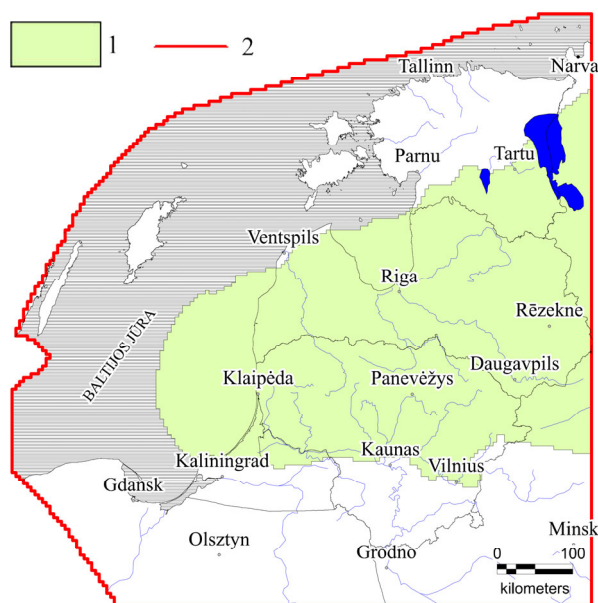 1
2
Narva
Tallinn
Parnu
Tartu
Ventspils
Riga
Rēzekne
BALTIJOS JŪRA
Klaipėda
Panevėžys
Daugavpils
Kaunas
Kaliningrad
Vilnius
Gdansk
Olsztyn
Grodno
Minsk
0 100
kilometers